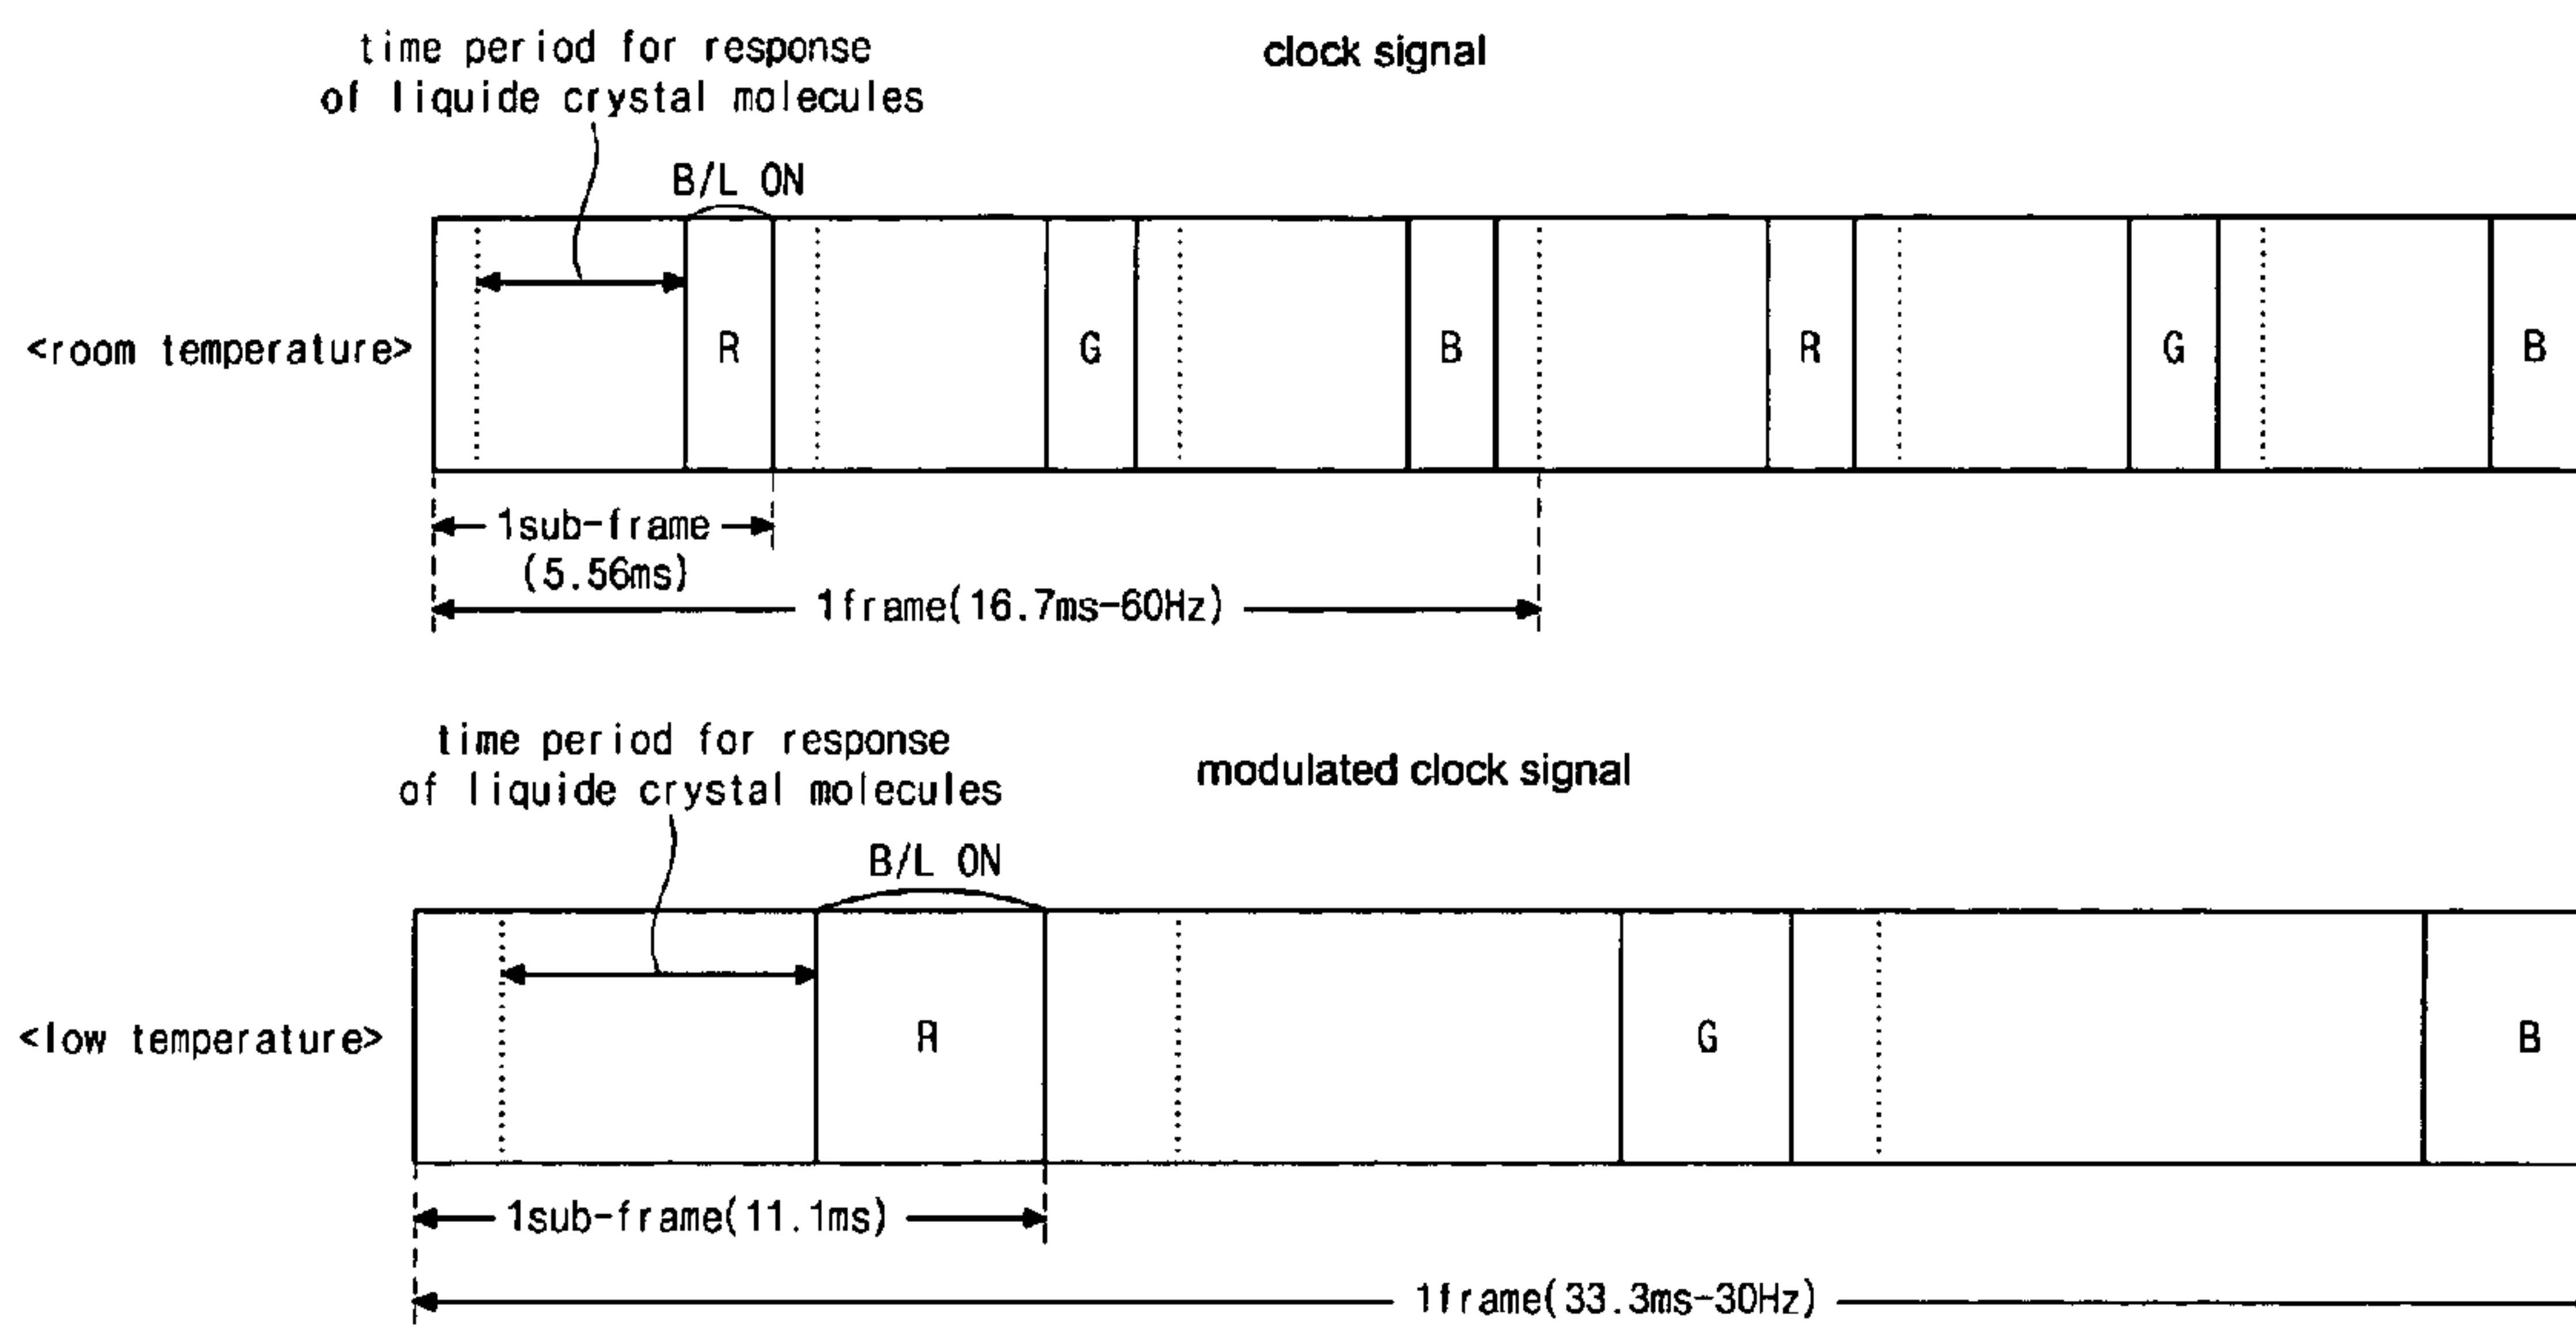 time period for response
of liquide crystal molecules
clock signal
B/L ON
<room temperature>
R
G
B
R
G
B
1sub-frame
(5.56ms)
1frame(16.7ms-60Hz)
time period for response
of liquide crystal molecules
modulated clock signal
B/L ON
<low temperature>
R
G
B
1sub-frame(11.1ms)
1frame(33.3ms-30Hz)